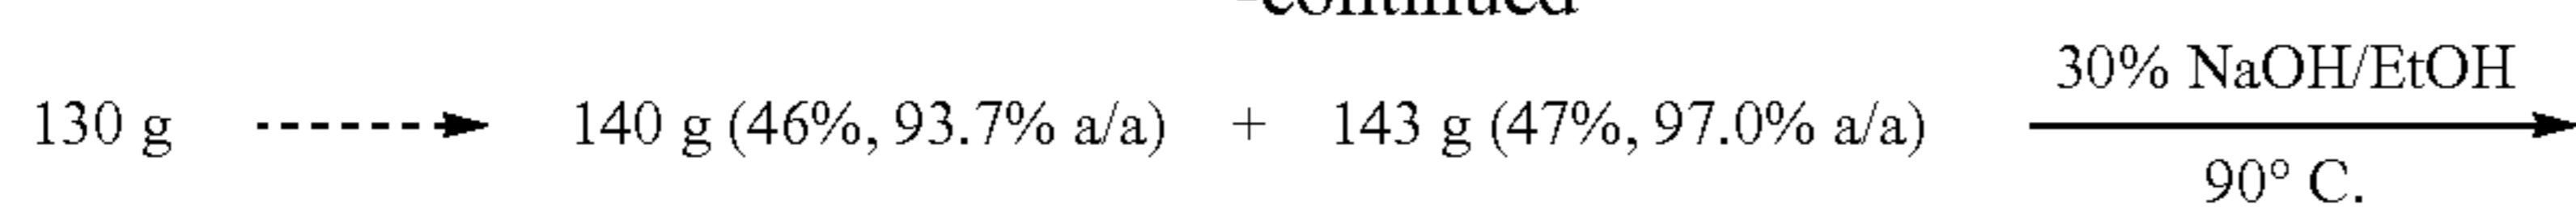 -continued
30% NaOH/EtOH
130 g 140 g (46%, 93.7% a/a) + 143 g (47%, 97.0% a/a)
90° C.